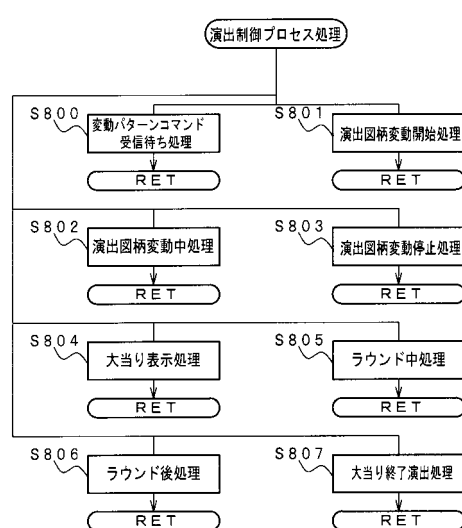 演出制御プロセス処理
S800
変動パターンコマンド
受信待ち処理
RET
S801
演出図柄変動開始処理
RET
S802
演出図柄変動中処理
RET
S803
演出図柄変動停止処理
RET
S804
大当り表示処理
RET
S805
ラウンド中処理
RET
S806
ラウンド後処理
RET
S807
大当り終了演出処理
RET